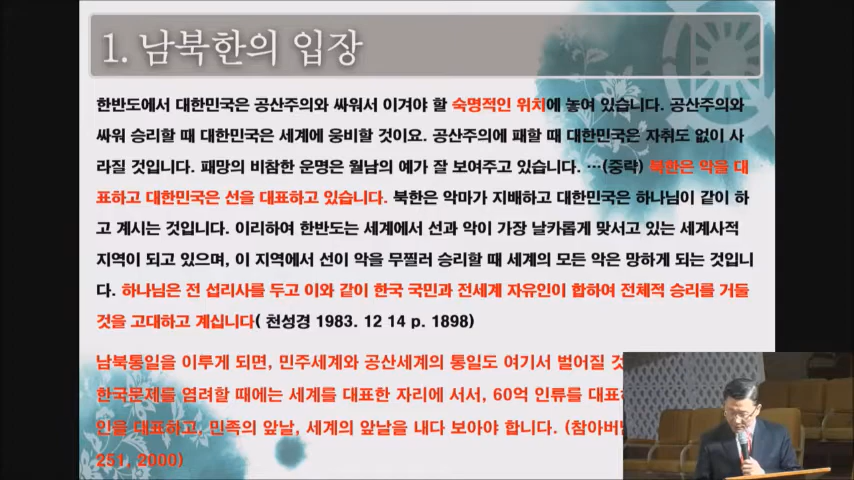 1. 남북한의 입장
한반도에서 대한민국은 공산주의와 싸워서 이겨야 할 숙명적인 위치에 놓여 있습니다. 공산주의와
싸워 승리할 때 대한민국은 세계에 웅비할 것이요. 공산주의에 패할 때 대한민국은 자취도 없이 사
라질 것입니다. 패망의 비참한 운명은 월남의 예가 잘 보여주고 있습니다. …(중략) 북한은 악을 대
표하고 대한민국은 선을 대표하고 있습니다. 북한은 악마가 지배하고 대한민국은 하나님이 같이 하
고 계시는 것입니다. 이리하여 한반도는 세계에서 선과 악이 가장 날카롭게 맞서고 있는 세계사적
지역이 되고 있으며, 이 지역에서 선이 악을 무찔러 승리할 때 세계의 모든 악은 망하게 되는 것입니
다. 하나님은 전 섭리사를 두고 이와 같이 한국 국민과 전세계 자유인이 합하여 전체적 승리를 거둘
것을 고대하고 계십니다( 천성경 1983. 12 14 p. 1898)
남북통일을 이루게 되면, 민주세계와 공산세계의 통일도 여기서 벌어질
한국문제를 염려할 때에는 세계를 대표한 자리에 서서, 60억 인류를
인을 대표하고, 민족의 앞날, 세계의 앞날을 내다 보아야 합니다.
251, 2000)